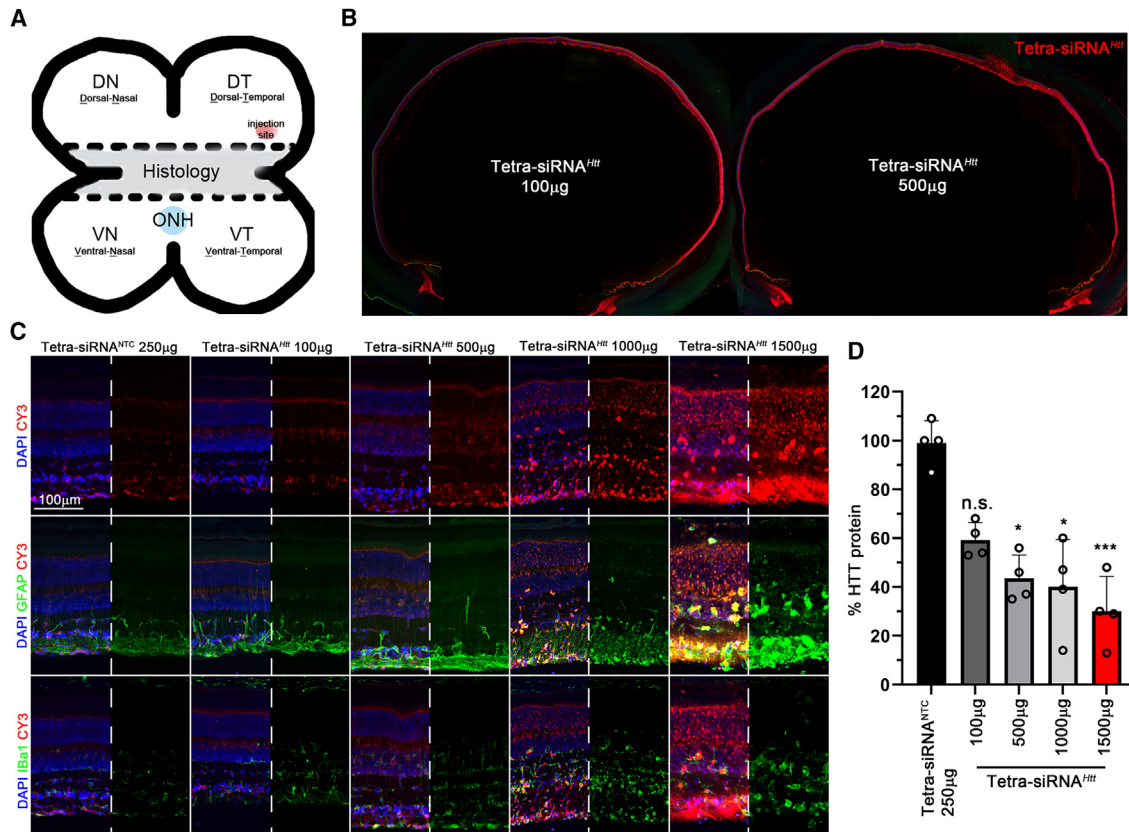 A
DN
Dorsal-Nasal
DT
Dorsal-Temporal
injection
site
Histology
ONH
VN
Ventral-Nasal
VT
Ventral-Temporal
B
Tetra-siRNAHtt
Tetra-siRNAHtt
100µg
Tetra-siRNAHtt
500µg
C
Tetra-siRNANTC 250µg
Tetra-siRNAHtt 100µg
Tetra-siRNAHtt 500µg
Tetra-siRNAHtt 1000µg
Tetra-siRNAHtt 1500µg
DAPI CY3
100µm
DAPI GFAP CY3
DAPI IBa1 CY3
D
% HTT protein
120
100
80
60
40
20
0
n.s.
*
*
***
Tetra-siRNANTC
250µg
100µg
500µg
1000µg
1500µg
Tetra-siRNAHtt